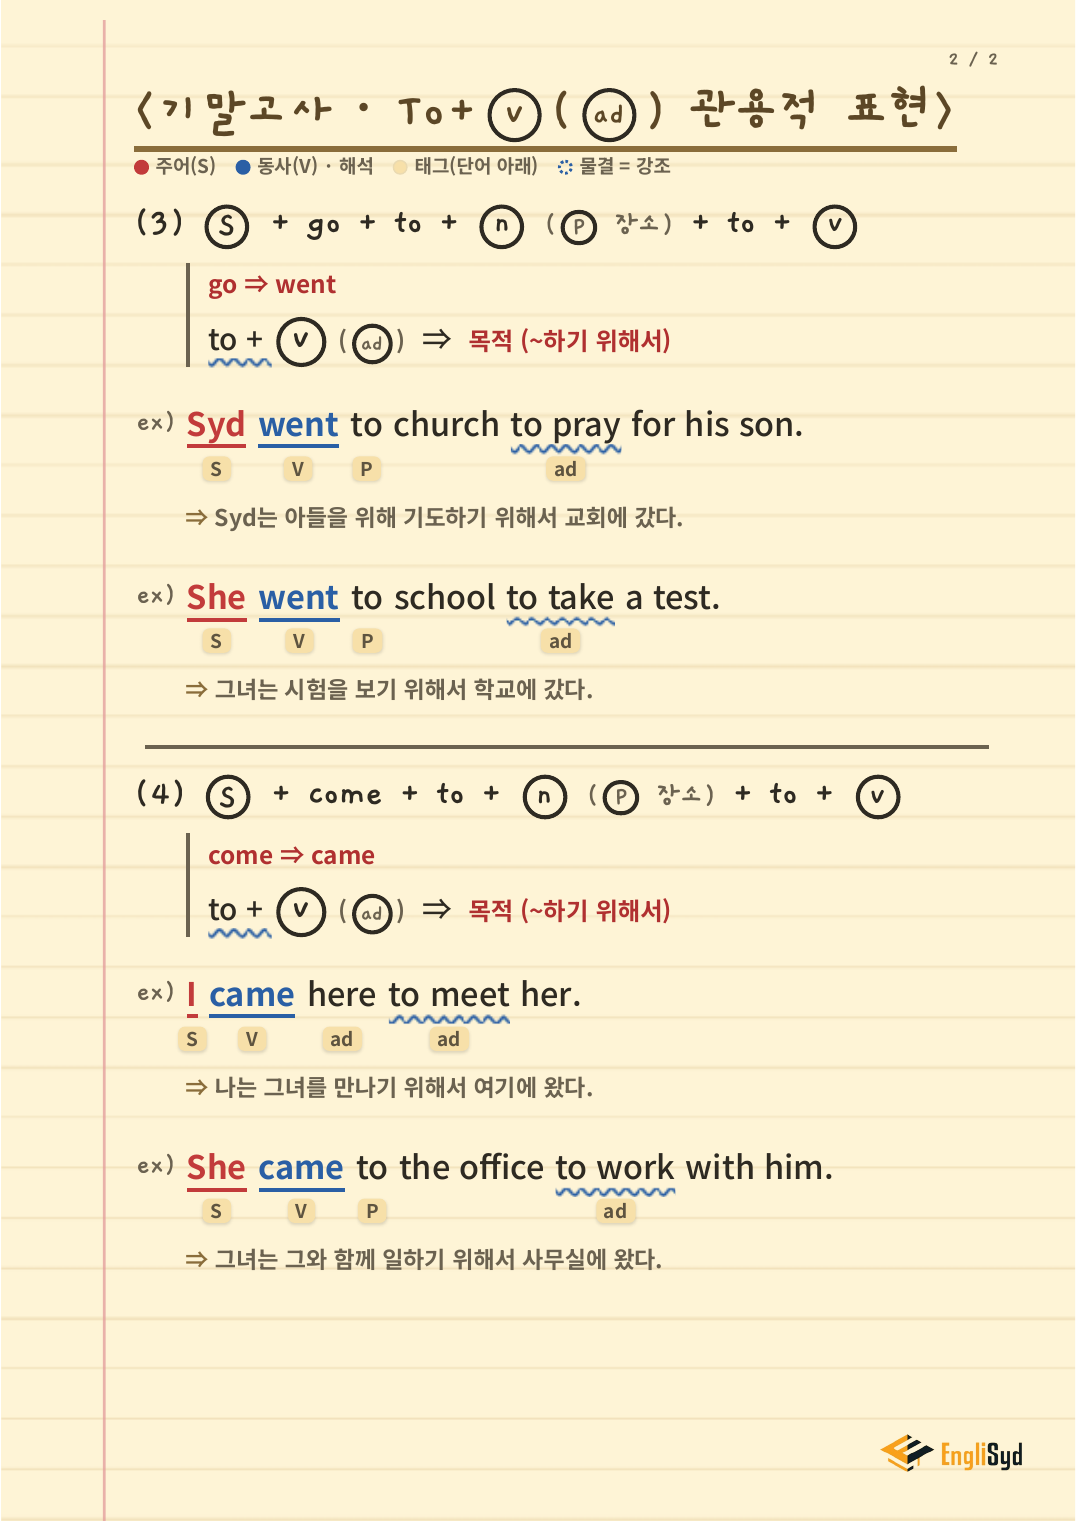 2 / 2
<기말고사 · To+ V ( ad ) 관용적 표현>
주어(S) 동사(V) · 해석 태그(단어 아래) 물결 = 강조
(3) S + go + to + n ( P 장소) + to + V
go ⇒ went
to + V (ad) ⇒ 목적 (~하기 위해서)
ex) Syd went to church to pray for his son.
S V P ad
⇒ Syd는 아들을 위해 기도하기 위해서 교회에 갔다.
ex) She went to school to take a test.
S V P ad
⇒ 그녀는 시험을 보기 위해서 학교에 갔다.
(4) S + come + to + n ( P 장소) + to + V
come ⇒ came
to + V (ad) ⇒ 목적 (~하기 위해서)
ex) I came here to meet her.
S V ad ad
⇒ 나는 그녀를 만나기 위해서 여기에 왔다.
ex) She came to the office to work with him.
S V P ad
⇒ 그녀는 그와 함께 일하기 위해서 사무실에 왔다.
EngliSyd